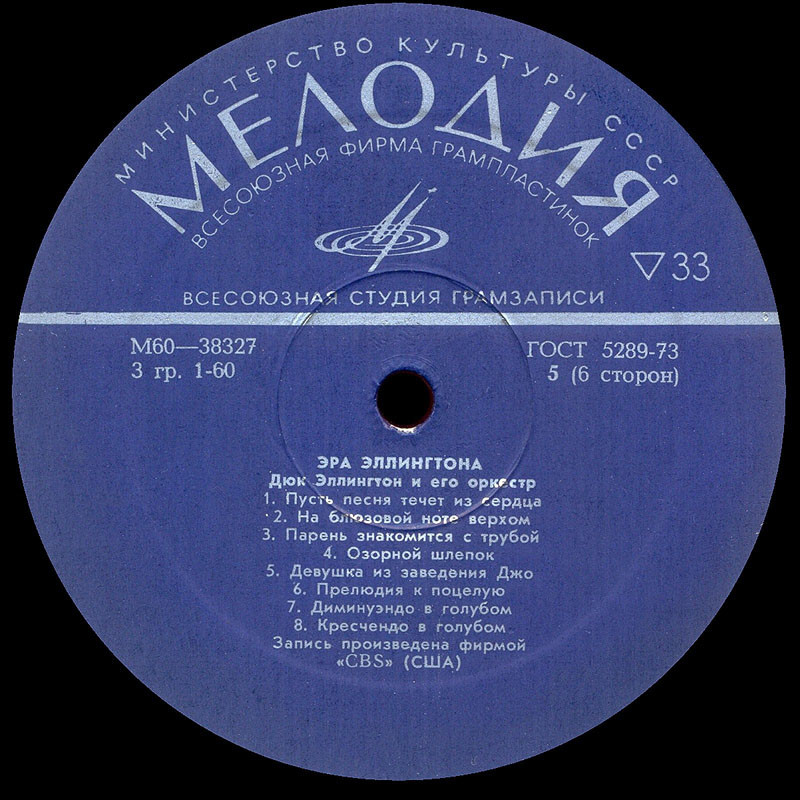 МИНИСТЕРСТВО КУЛЬТУРЫ СССР
МЕЛОДИЯ
ВСЕСОЮЗНАЯ ФИРМА ГРАМПЛАСТИНОК
▽33
ВСЕСОЮЗНАЯ СТУДИЯ ГРАМЗАПИСИ
М60—38327
ГОСТ 5289-73
3 гр. 1-60
5 (6 сторон)
ЭРА ЭЛЛИНГТОНА
Дюк Эллингтон и его оркестр
1. Пусть песня течет из сердца
2. На блюзовой ноте верхом
3. Парень знакомится с трубой
4. Озорной шлепок
5. Девушка из заведения Джо
6. Прелюдия к поцелую
7. Диминуэндо в голубом
8. Кресчендо в голубом
Запись произведена фирмой
«CBS» (США)